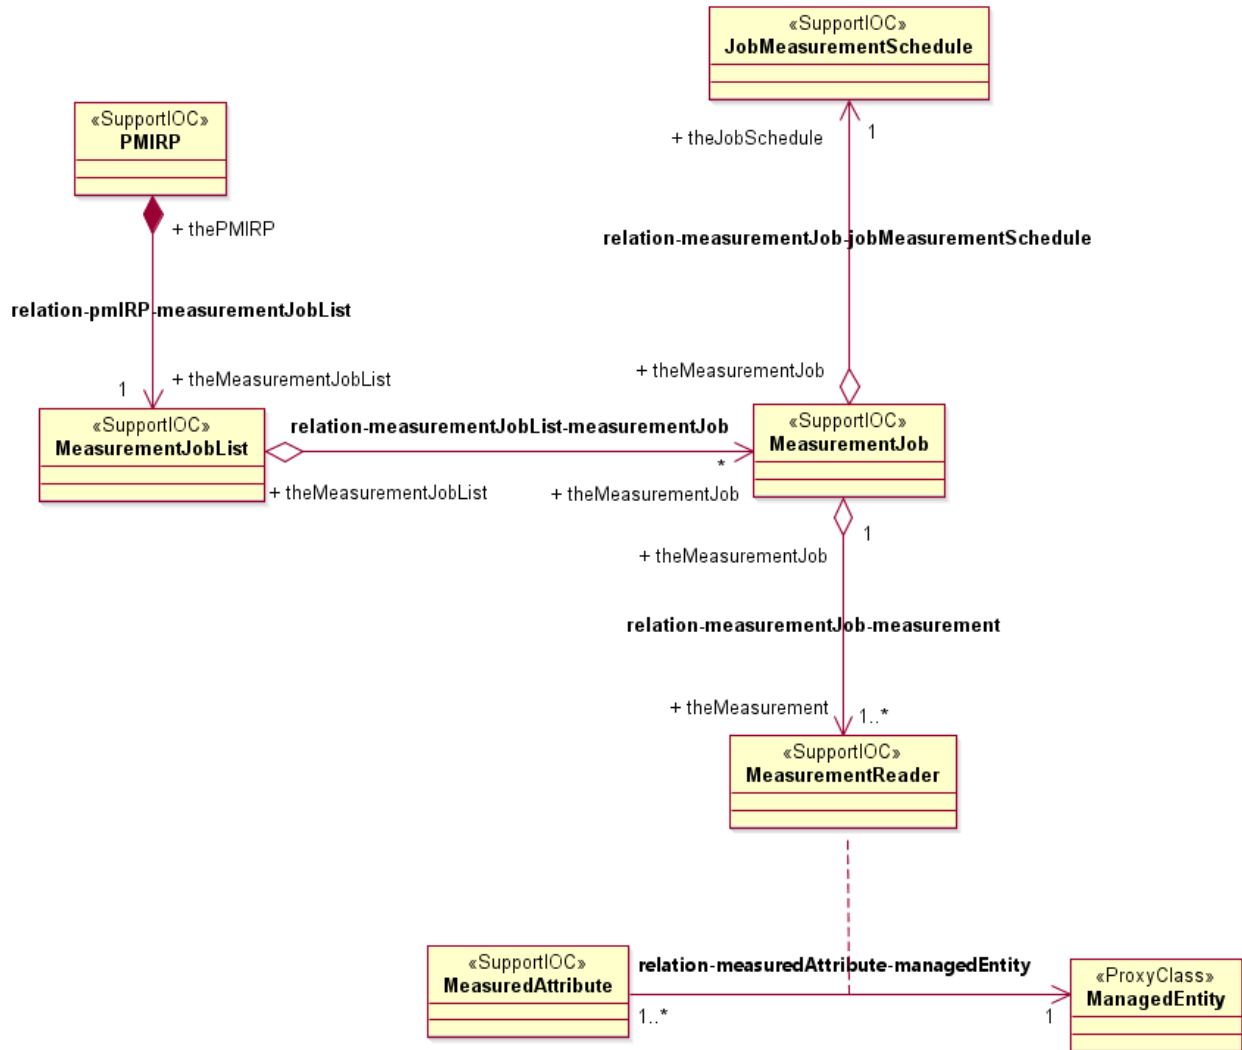 «SupportIOC»
JobMeasurementSchedule
«SupportIOC»
PMIRP
+ theJobSchedule
1
+ thePMIRP
relation-measurementJob-jobMeasurementSchedule
relation-pmIRP-measurementJobList
1
+ theMeasurementJobList
+ theMeasurementJob
«SupportIOC»
MeasurementJobList
relation-measurementJobList-measurementJob
«SupportIOC»
MeasurementJob
*
+ theMeasurementJobList
+ theMeasurementJob
1
+ theMeasurementJob
relation-measurementJob-measurement
+ theMeasurement
1..*
«SupportIOC»
MeasurementReader
«SupportIOC»
MeasuredAttribute
relation-measuredAttribute-managedEntity
1..*
1
«ProxyClass»
ManagedEntity